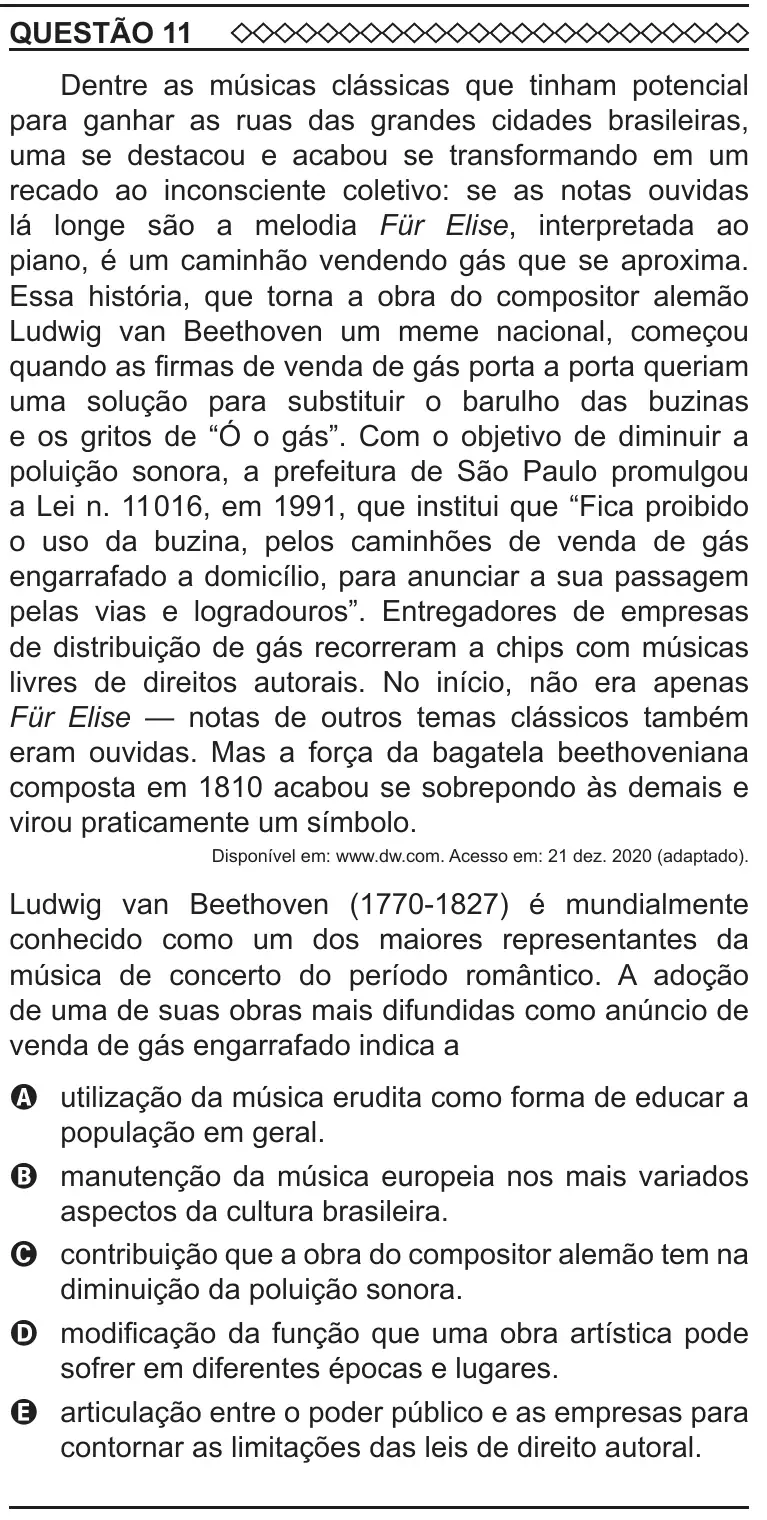 QUESTÃO 11
Dentre as músicas clássicas que tinham potencial
para ganhar as ruas das grandes cidades brasileiras,
uma se destacou e acabou se transformando em um
recado ao inconsciente coletivo: se as notas ouvidas
lá longe são a melodia Für Elise, interpretada ao
piano, é um caminhão vendendo gás que se aproxima.
Essa história, que torna a obra do compositor alemão
Ludwig van Beethoven um meme nacional, começou
quando as firmas de venda de gás porta a porta queriam
uma solução para substituir o barulho das buzinas
e os gritos de “Ó o gás”. Com o objetivo de diminuir a
poluição sonora, a prefeitura de São Paulo promulgou
a Lei n. 11 016, em 1991, que institui que “Fica proibido
o uso da buzina, pelos caminhões de venda de gás
engarrafado a domicílio, para anunciar a sua passagem
pelas vias e logradouros”. Entregadores de empresas
de distribuição de gás recorreram a chips com músicas
livres de direitos autorais. No início, não era apenas
Für Elise — notas de outros temas clássicos também
eram ouvidas. Mas a força da bagatela beethoveniana
composta em 1810 acabou se sobrepondo às demais e
virou praticamente um símbolo.
Disponível em: www.dw.com. Acesso em: 21 dez. 2020 (adaptado).
Ludwig van Beethoven (1770-1827) é mundialmente
conhecido como um dos maiores representantes da
música de concerto do período romântico. A adoção
de uma de suas obras mais difundidas como anúncio de
venda de gás engarrafado indica a
A utilização da música erudita como forma de educar a
população em geral.
B manutenção da música europeia nos mais variados
aspectos da cultura brasileira.
C contribuição que a obra do compositor alemão tem na
diminuição da poluição sonora.
D modificação da função que uma obra artística pode
sofrer em diferentes épocas e lugares.
E articulação entre o poder público e as empresas para
contornar as limitações das leis de direito autoral.